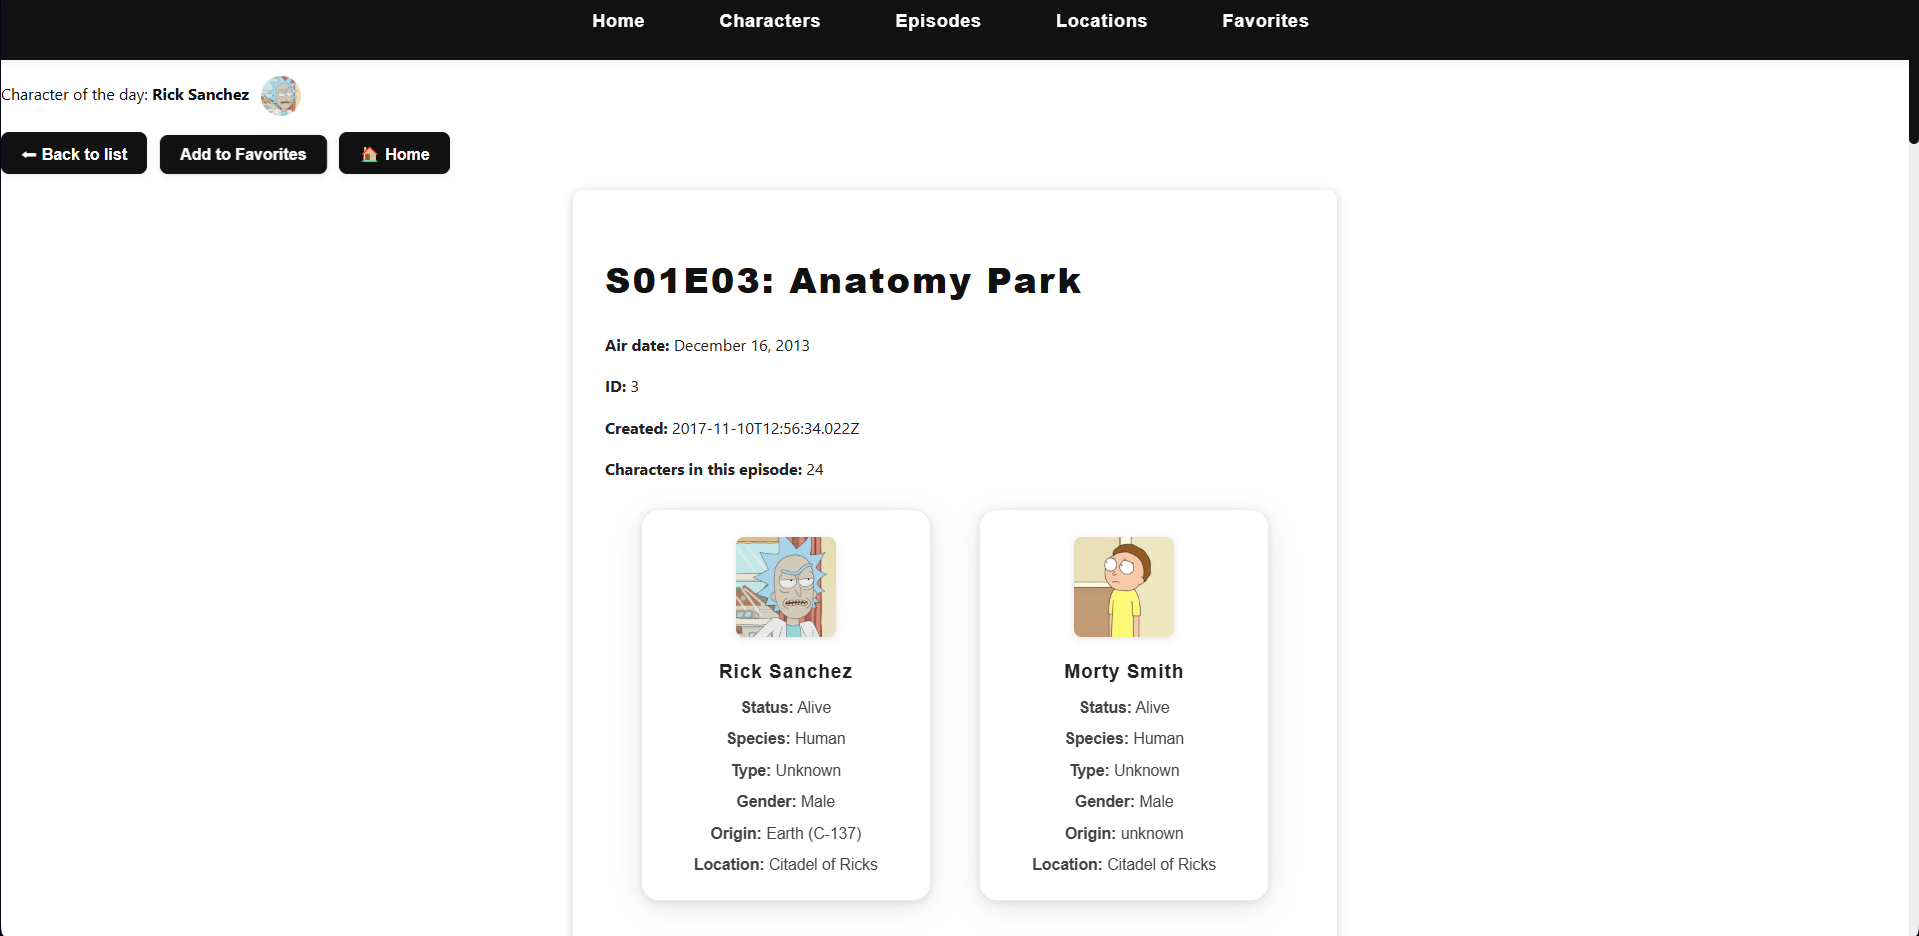 Home Characters Episodes Locations Favorites
Character of the day: Rick Sanchez
⬅ Back to list Add to Favorites 🏠 Home
S01E03: Anatomy Park
Air date: December 16, 2013
ID: 3
Created: 2017-11-10T12:56:34.022Z
Characters in this episode: 24
Rick Sanchez
Status: Alive
Species: Human
Type: Unknown
Gender: Male
Origin: Earth (C-137)
Location: Citadel of Ricks
Morty Smith
Status: Alive
Species: Human
Type: Unknown
Gender: Male
Origin: unknown
Location: Citadel of Ricks